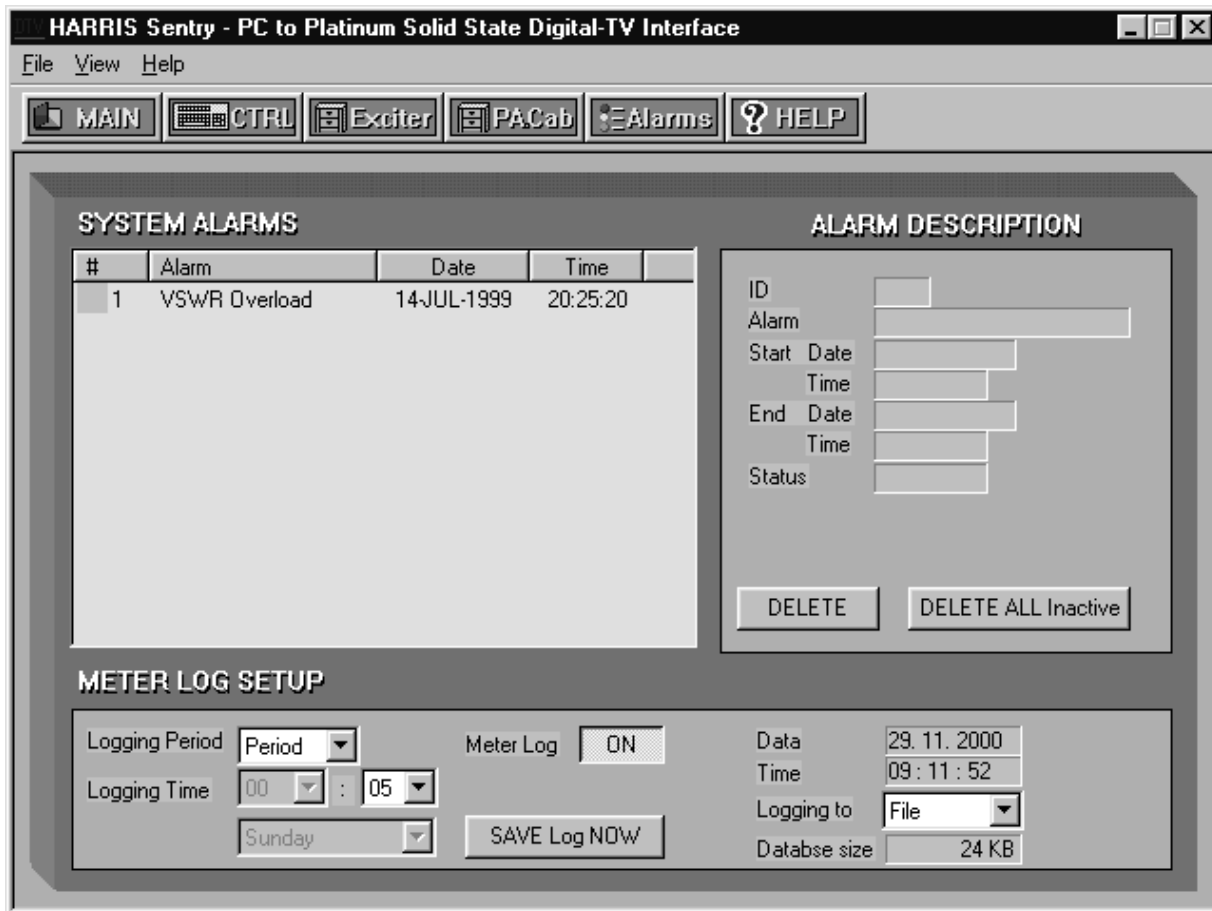 DTV HARRIS Sentry - PC to Platinum Solid State Digital-TV Interface
File View Help
MAIN CTRL Exciter PACab Alarms HELP
SYSTEM ALARMS
# Alarm Date Time
1 VSWR Overload 14-JUL-1999 20:25:20
ALARM DESCRIPTION
ID
Alarm
Start Date
Time
End Date
Time
Status
DELETE DELETE ALL Inactive
METER LOG SETUP
Logging Period Period
Logging Time 00 : 05
Sunday
Meter Log ON
SAVE Log NOW
Data 29. 11. 2000
Time 09 : 11 : 52
Logging to File
Databse size 24 KB